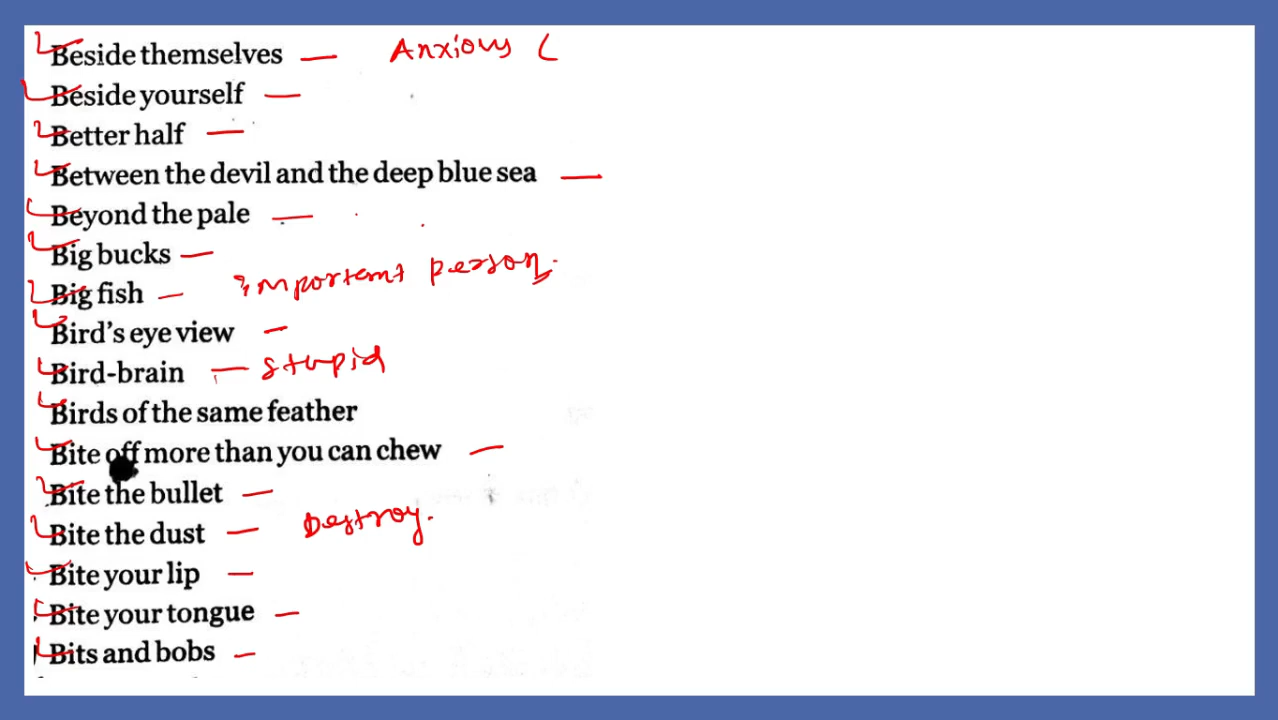 Beside themselves — Anxious (
Beside yourself —
Better half —
Between the devil and the deep blue sea —
Beyond the pale —
Big bucks —
Big fish — important person.
Bird's eye view —
Bird-brain — stupid
Birds of the same feather
Bite off more than you can chew —
Bite the bullet —
Bite the dust — Destroy.
Bite your lip —
Bite your tongue —
Bits and bobs —